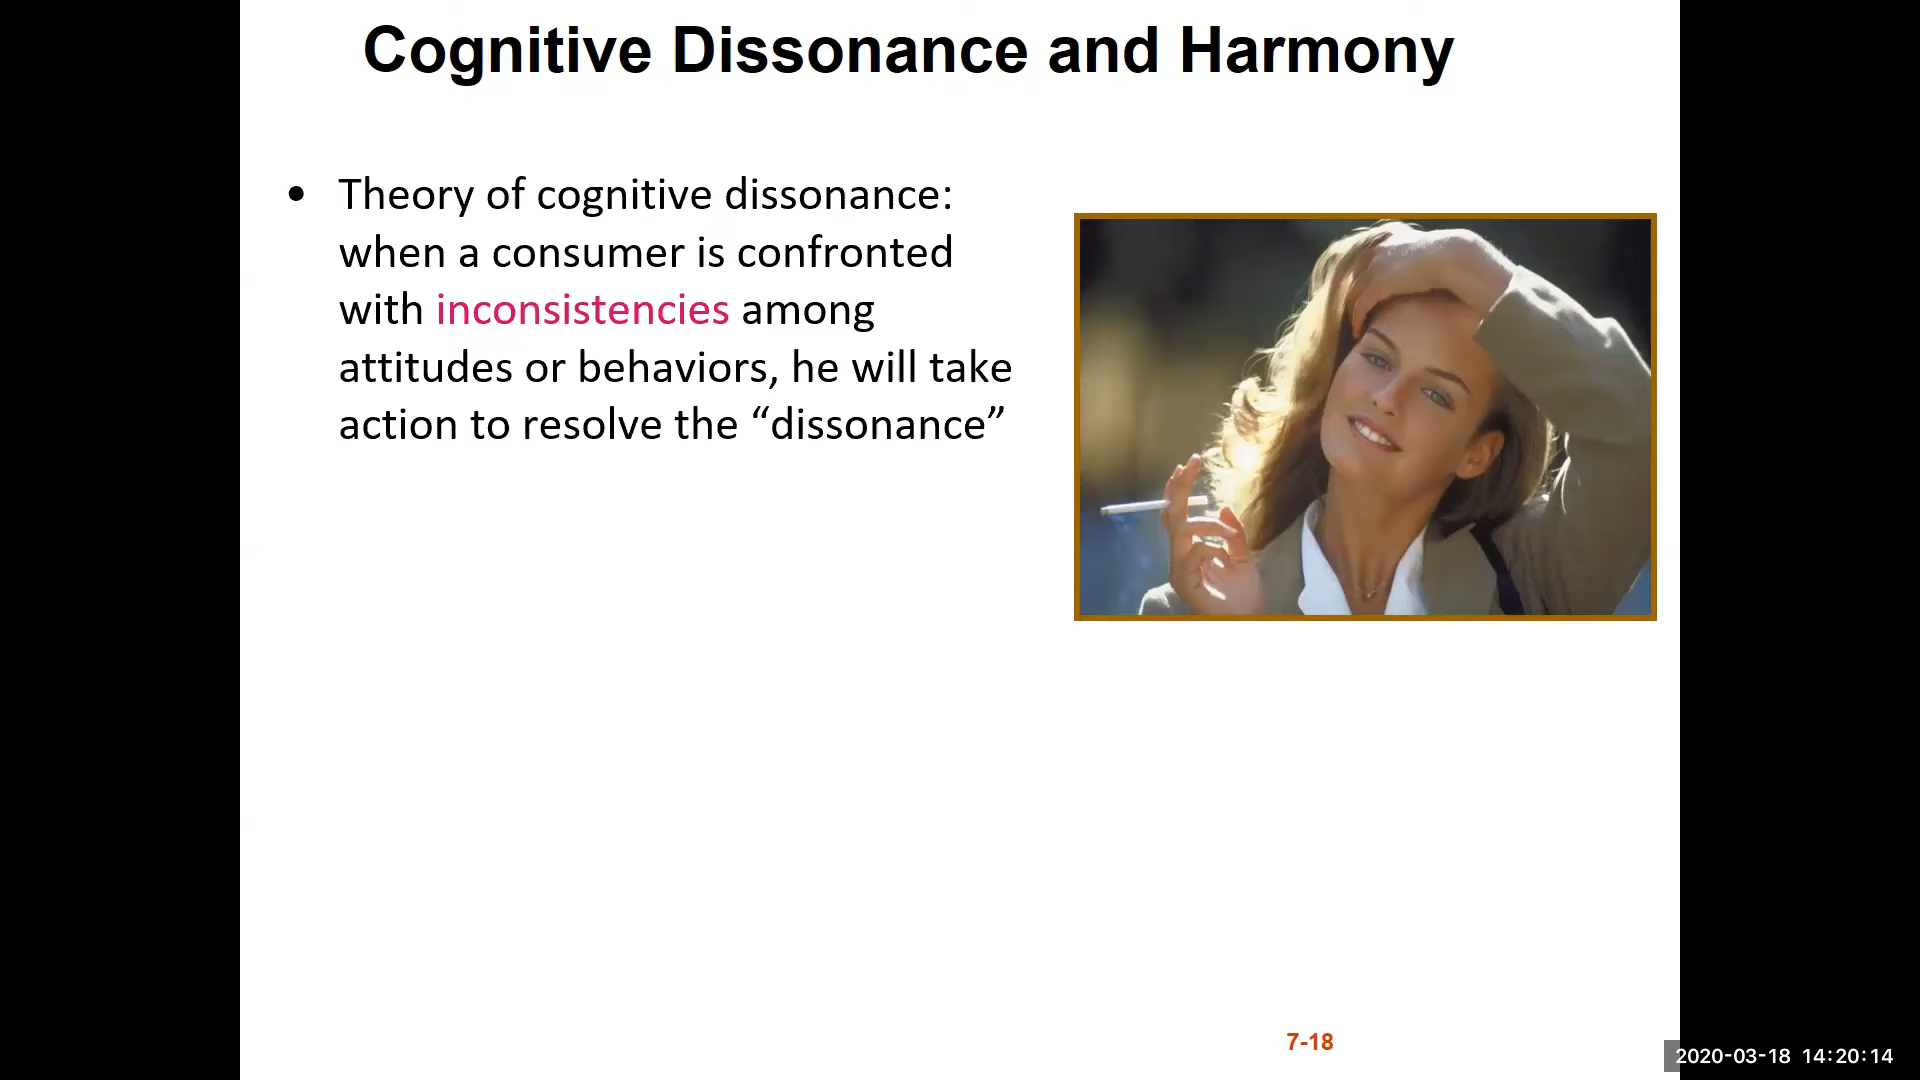 Cognitive Dissonance and Harmony
• Theory of cognitive dissonance:
when a consumer is confronted
with inconsistencies among
attitudes or behaviors, he will take
action to resolve the “dissonance”
7-18
2020-03-18 14:20:14